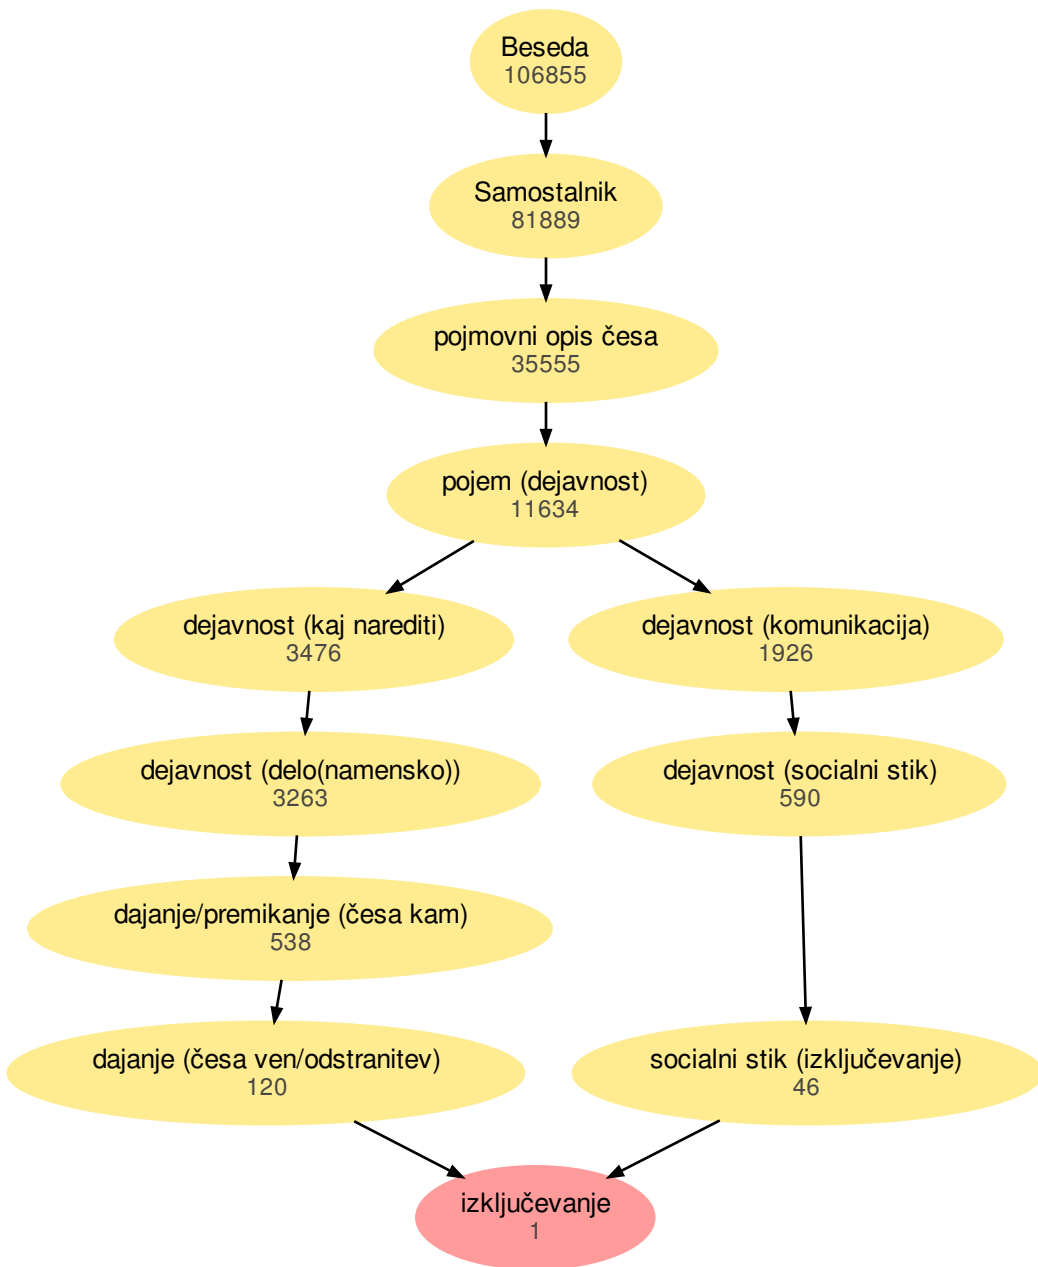 Beseda
106855
Samostalnik
81889
pojmovni opis česa
35555
pojem (dejavnost)
11634
dejavnost (kaj narediti)
3476
dejavnost (komunikacija)
1926
dejavnost (delo(namensko))
3263
dejavnost (socialni stik)
590
dajanje/premikanje (česa kam)
538
dajanje (česa ven/odstranitev)
120
socialni stik (izključevanje)
46
izključevanje
1